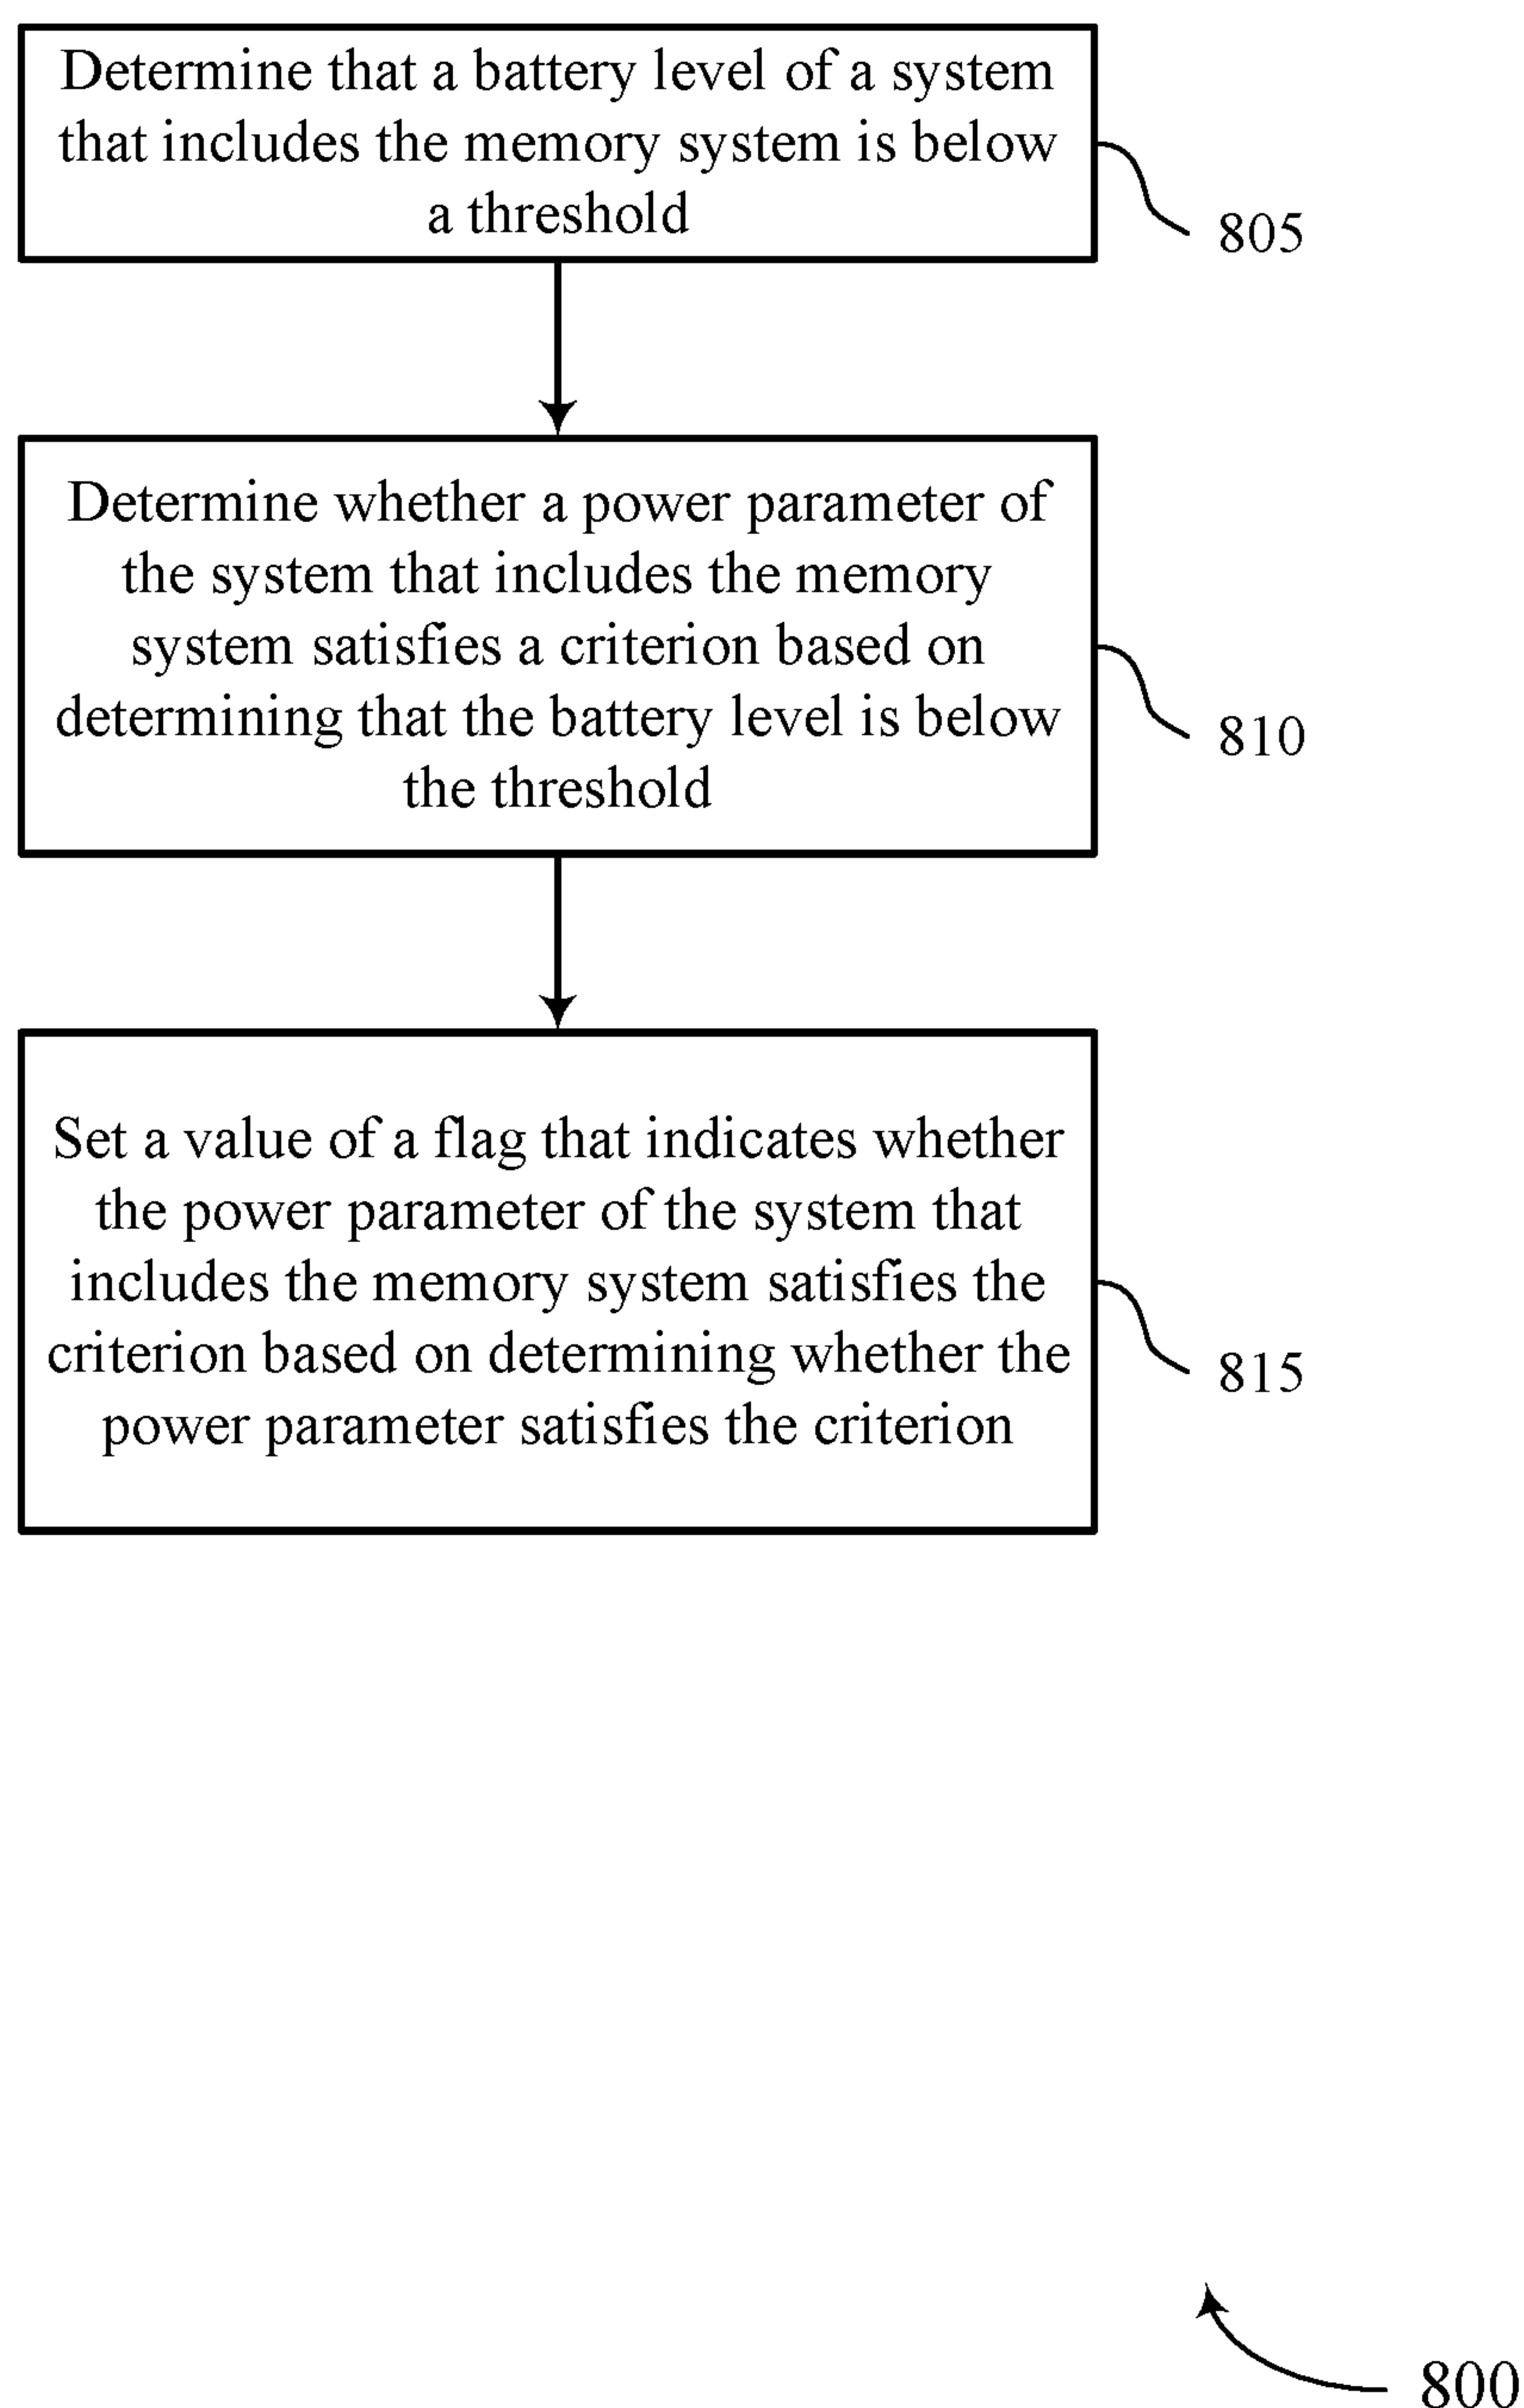 Determine that a battery level of a system
that includes the memory system is below
a threshold
805
Determine whether a power parameter of
the system that includes the memory
system satisfies a criterion based on
determining that the battery level is below
the threshold
810
Set a value of a flag that indicates whether
the power parameter of the system that
includes the memory system satisfies the
criterion based on determining whether the
power parameter satisfies the criterion
815
800